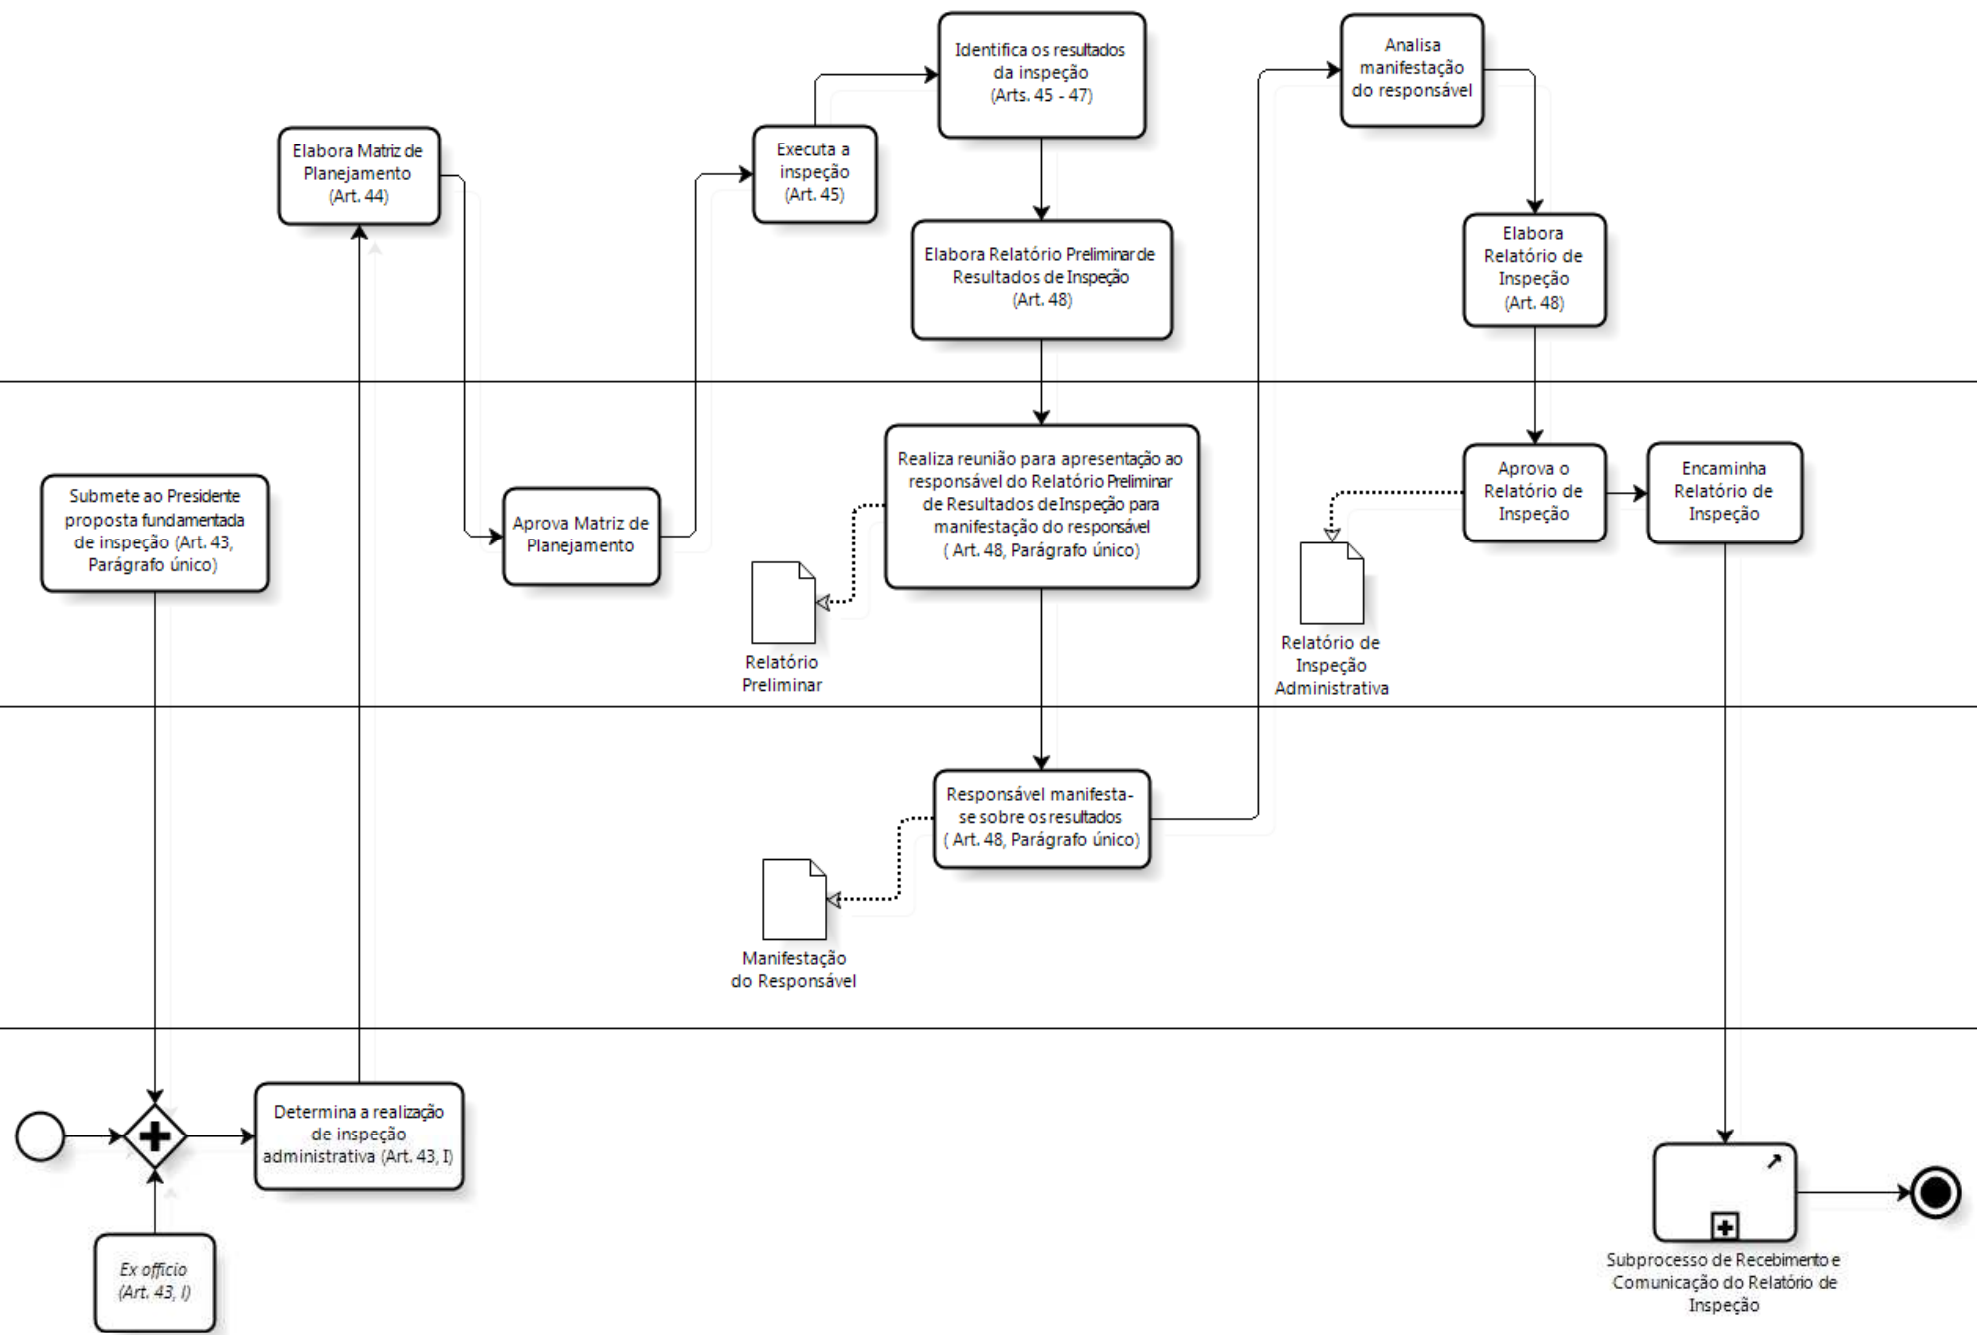 Identifica os resultados
da inspeção
(Arts. 45 - 47)
Analisa
manifestação
do responsável
Elabora Matriz de
Planejamento
(Art. 44)
Executa a
inspeção
(Art. 45)
Elabora Relatório Preliminar de
Resultados de Inspeção
(Art. 48)
Elabora
Relatório de
Inspeção
(Art. 48)
Submete ao Presidente
proposta fundamentada
de inspeção (Art. 43,
Parágrafo único)
Aprova Matriz de
Planejamento
Realiza reunião para apresentação ao
responsável do Relatório Preliminar
de Resultados de Inspeção para
manifestação do responsável
( Art. 48, Parágrafo único)
Aprova o
Relatório de
Inspeção
Encaminha
Relatório de
Inspeção
Relatório
Preliminar
Relatório de
Inspeção
Administrativa
Responsável manifesta-
se sobre os resultados
( Art. 48, Parágrafo único)
Manifestação
do Responsável
Determina a realização
de inspeção
administrativa (Art. 43, I)
Ex officio
(Art. 43, I)
Subprocesso de Recebimento e
Comunicação do Relatório de
Inspeção